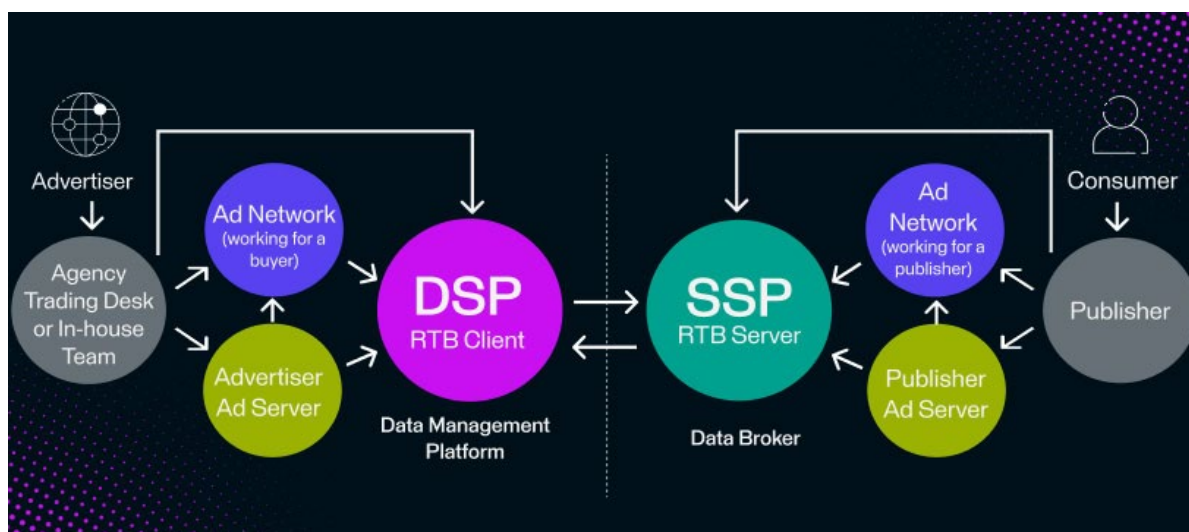 Advertiser
Agency
Trading Desk
or In-house
Team
Ad Network
(working for a
buyer)
Advertiser
Ad Server
DSP
RTB Client
Data Management
Platform
SSP
RTB Server
Data Broker
Ad
Network
(working for a
publisher)
Publisher
Ad Server
Consumer
Publisher